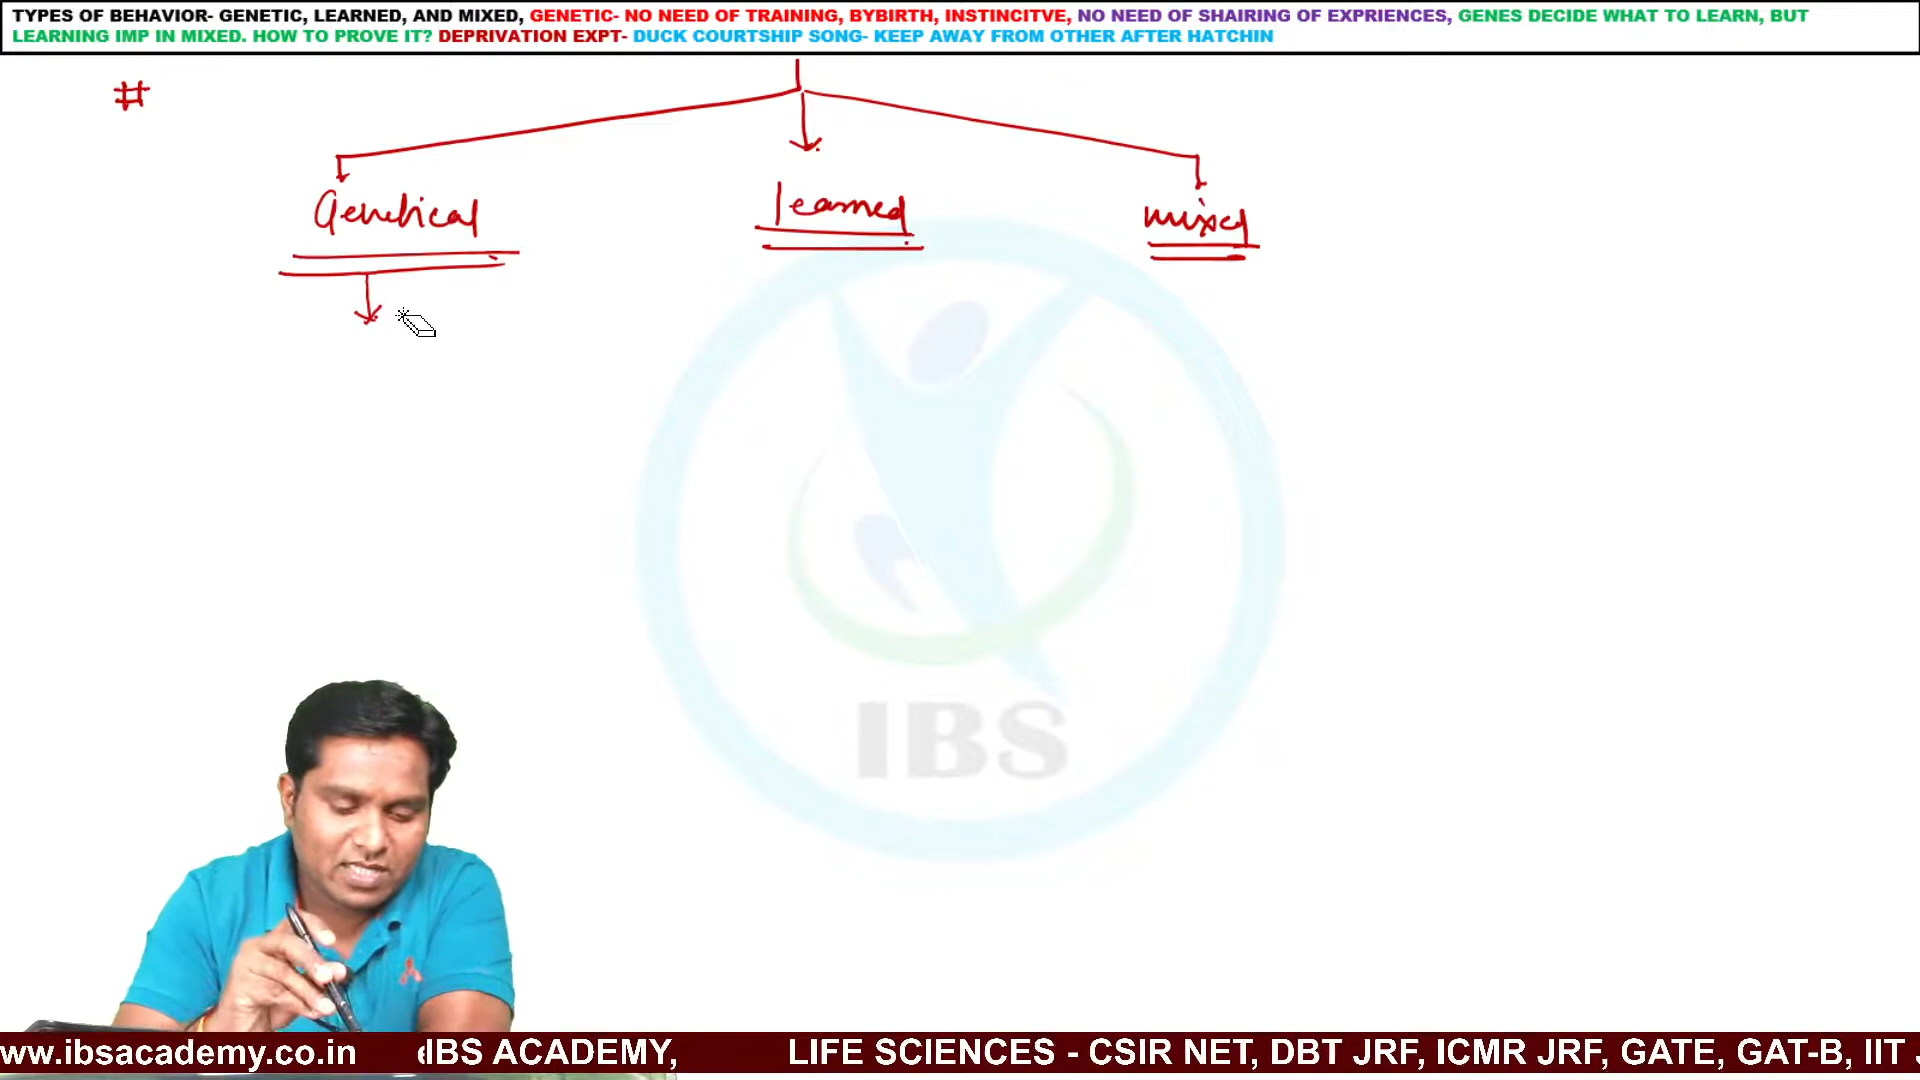 TYPES OF BEHAVIOR- GENETIC, LEARNED, AND MIXED, GENETIC- NO NEED OF TRAINING, BYBIRTH, INSTINCITVE, NO NEED OF SHAIRING OF EXPRIENCES, GENES DECIDE WHAT TO LEARN, BUT
LEARNING IMP IN MIXED. HOW TO PROVE IT? DEPRIVATION EXPT- DUCK COURTSHIP SONG- KEEP AWAY FROM OTHER AFTER HATCHIN
#
Genetical learned mixed
IBS
ww.ibsacademy.co.in IBS ACADEMY, LIFE SCIENCES - CSIR NET, DBT JRF, ICMR JRF, GATE, GAT-B, IIT J